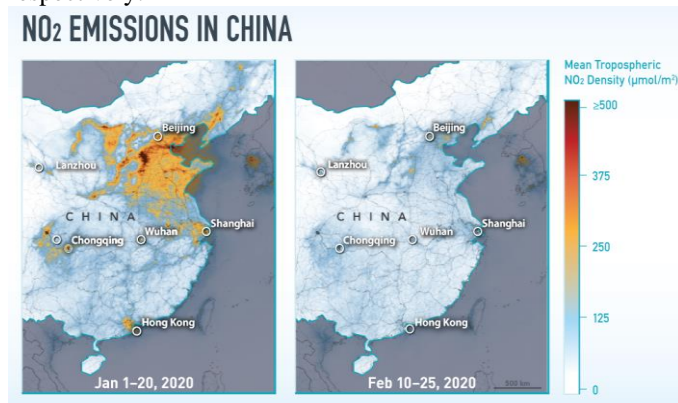 NO₂ EMISSIONS IN CHINA
Mean Tropospheric
NO₂ Density (µmol/m²)
≥500
375
250
125
0
Beijing
Lanzhou
CHINA
Shanghai
Wuhan
Chongqing
Hong Kong
Jan 1–20, 2020
Beijing
Lanzhou
CHINA
Shanghai
Wuhan
Chongqing
Hong Kong
Feb 10–25, 2020
500 km